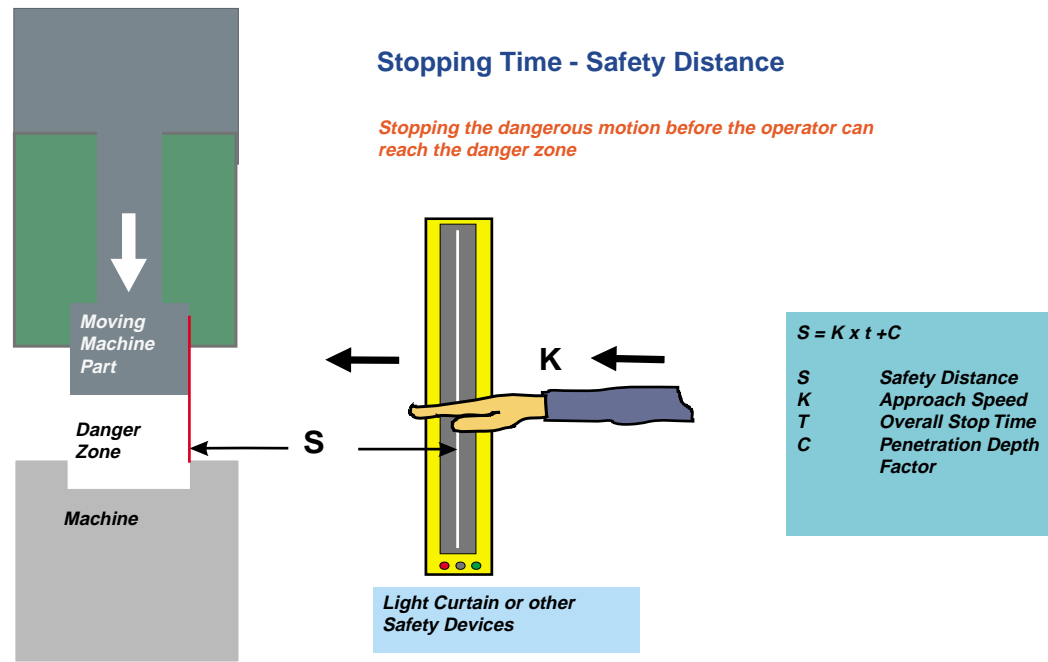 Stopping Time - Safety Distance
Stopping the dangerous motion before the operator can
reach the danger zone
Moving
Machine
Part
Danger
Zone
Machine
S
K
Light Curtain or other
Safety Devices
S = K x t +C
S Safety Distance
K Approach Speed
T Overall Stop Time
C Penetration Depth
Factor